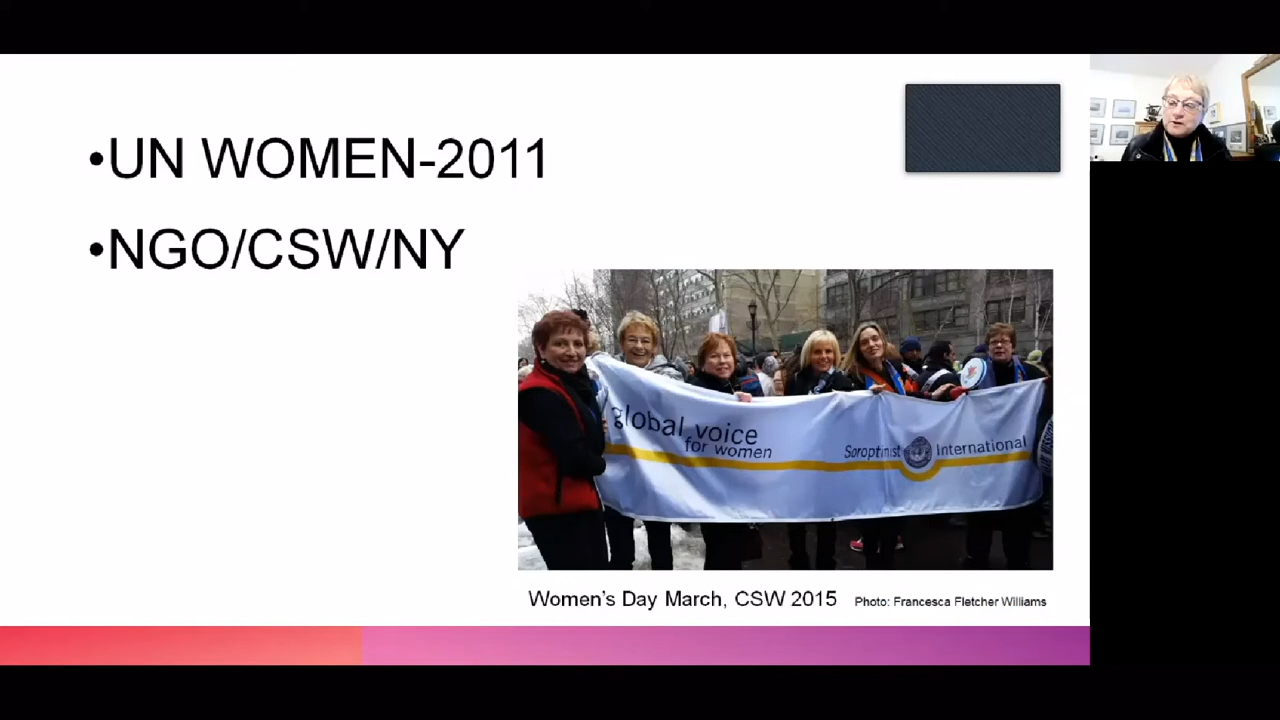 •UN WOMEN-2011
•NGO/CSW/NY
global voice
for women
Soroptimist International
Women's Day March, CSW 2015
Photo: Francesca Fletcher Williams